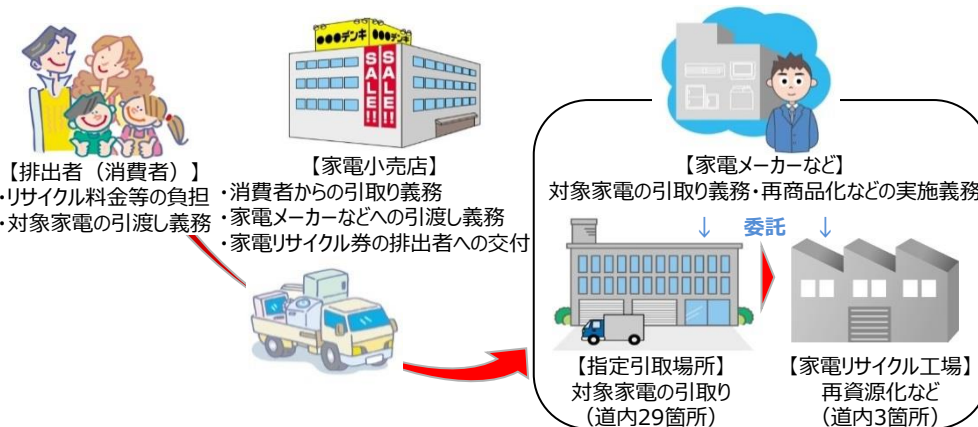 ●●●デンキ
SALE!!
SALE!!
【排出者（消費者）】
・リサイクル料金等の負担
・対象家電の引渡し義務
【家電小売店】
・消費者からの引取り義務
・家電メーカーなどへの引渡し義務
・家電リサイクル券の排出者への交付
【家電メーカーなど】
対象家電の引取り義務・再商品化などの実施義務
↓ 委託 ↓
【指定引取場所】
対象家電の引取り
（道内29箇所）
【家電リサイクル工場】
再資源化など
（道内3箇所）